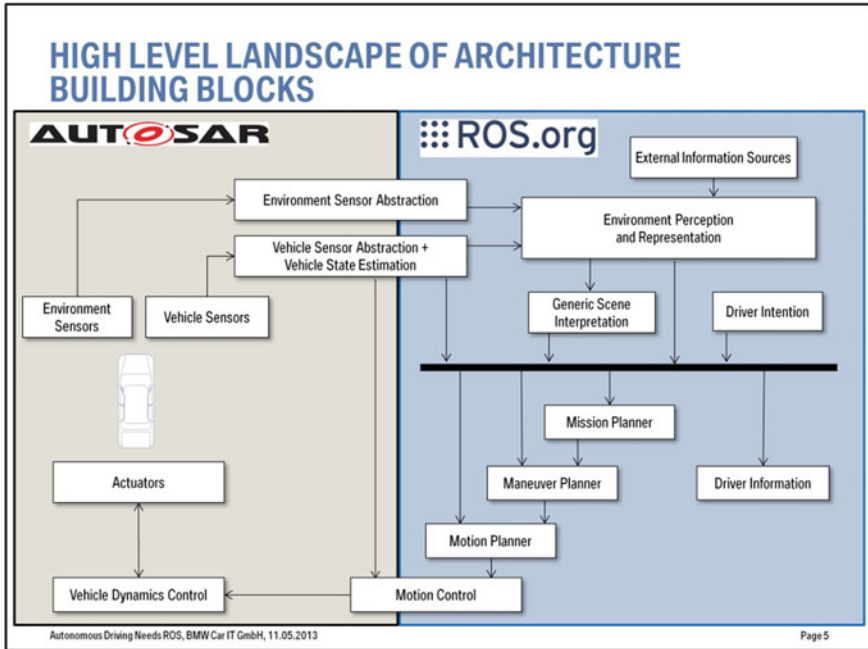 HIGH LEVEL LANDSCAPE OF ARCHITECTURE
BUILDING BLOCKS
AUTOSAR
ROS.org
External Information Sources
Environment Sensor Abstraction
Environment Perception
and Representation
Vehicle Sensor Abstraction +
Vehicle State Estimation
Environment
Sensors
Vehicle Sensors
Generic Scene
Interpretation
Driver Intention
Mission Planner
Actuators
Maneuver Planner
Driver Information
Motion Planner
Vehicle Dynamics Control
Motion Control
Autonomous Driving Needs ROS, BMW Car IT GmbH, 11.05.2013
Page 5